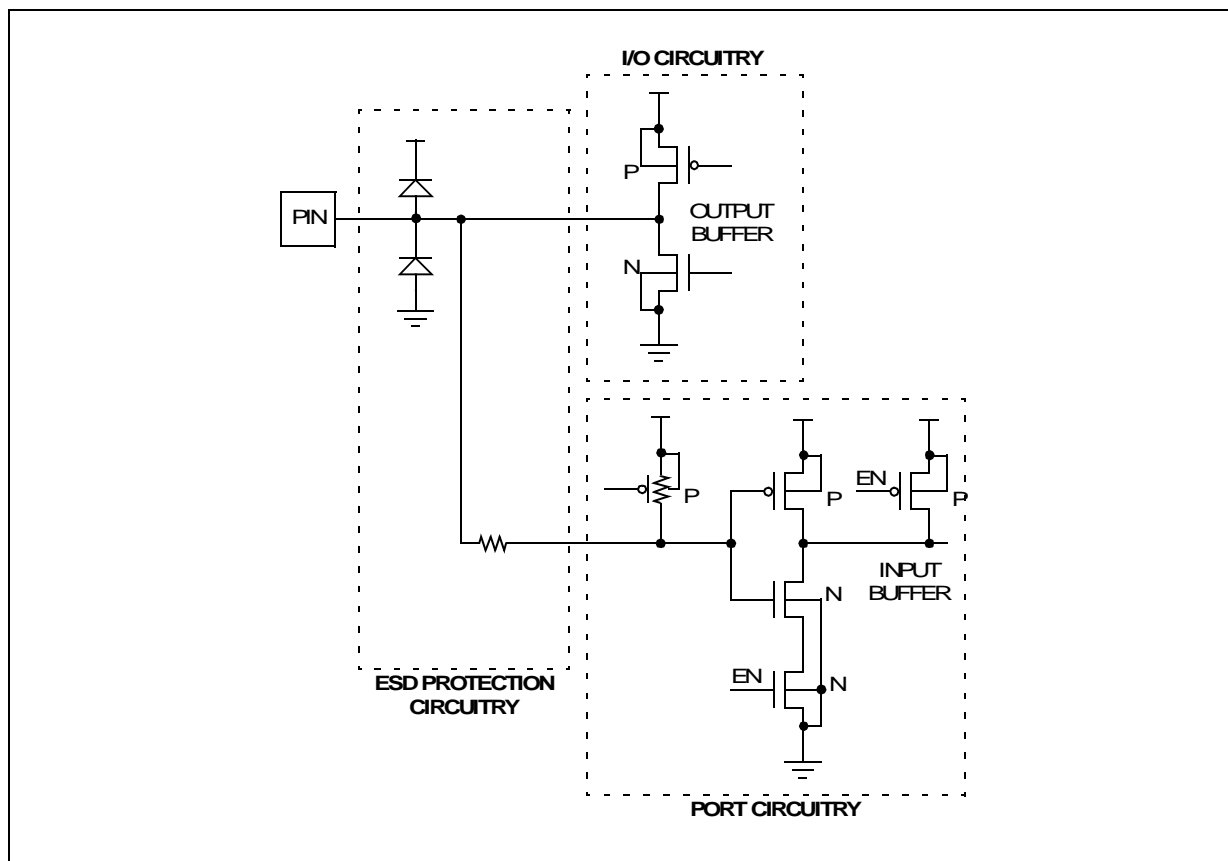 I/O CIRCUITRY
P
PIN
OUTPUT
BUFFER
N
EN
P
P
P
INPUT
BUFFER
N
EN
N
ESD PROTECTION
CIRCUITRY
PORT CIRCUITRY